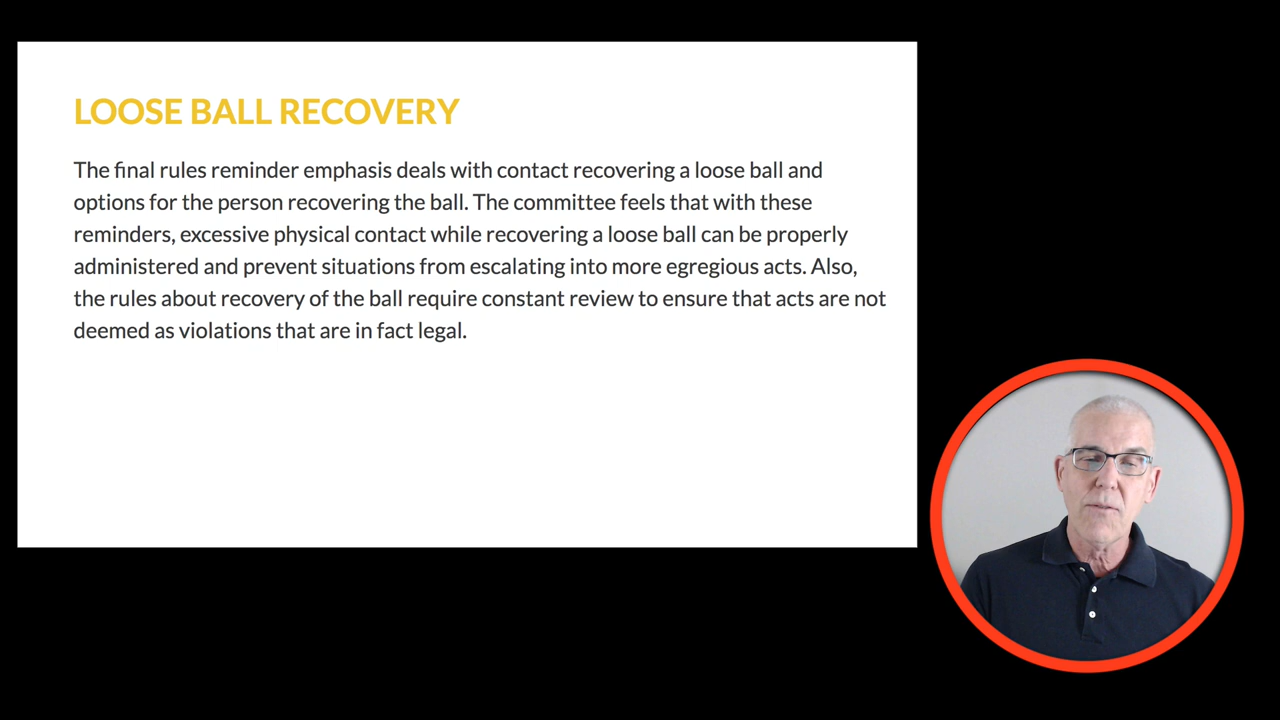 LOOSE BALL RECOVERY
The final rules reminder emphasis deals with contact recovering a loose ball and
options for the person recovering the ball. The committee feels that with these
reminders, excessive physical contact while recovering a loose ball can be properly
administered and prevent situations from escalating into more egregious acts. Also,
the rules about recovery of the ball require constant review to ensure that acts are not
deemed as violations that are in fact legal.